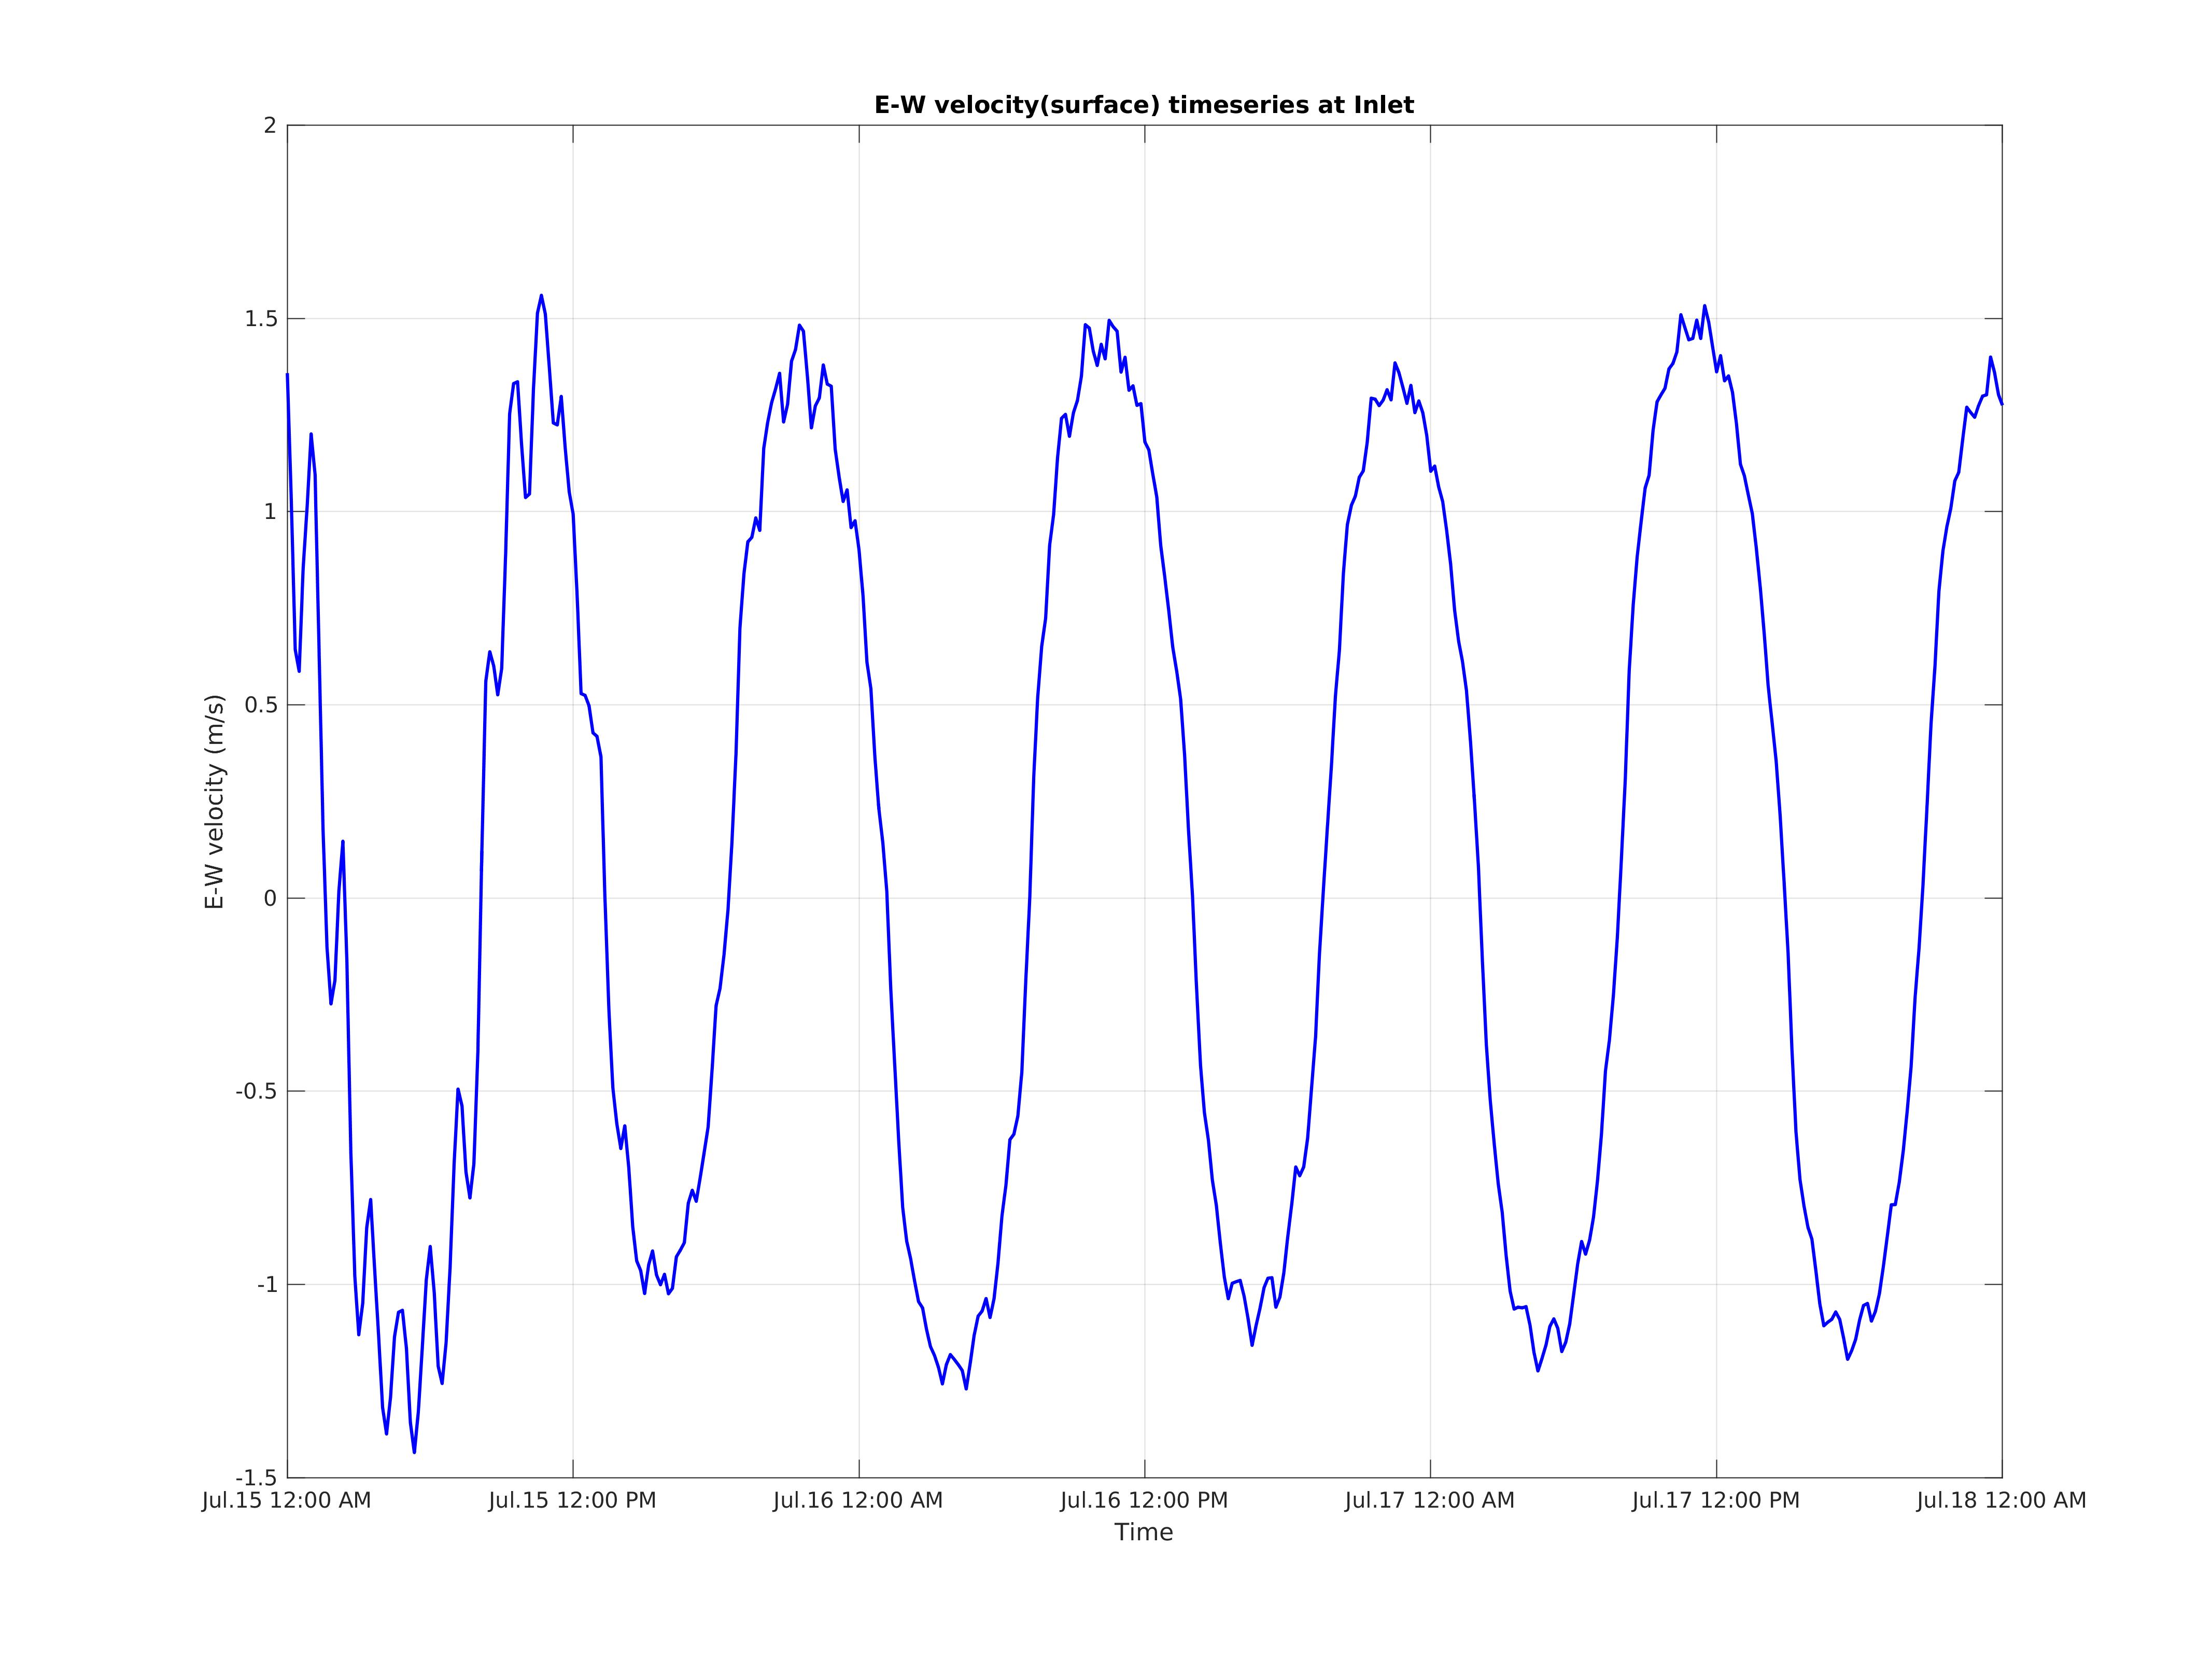 E-W velocity(surface) timeseries at Inlet
2
1.5
1
0.5
0
-0.5
-1
-1.5
E-W velocity (m/s)
Jul.15 12:00 AM Jul.15 12:00 PM Jul.16 12:00 AM Jul.16 12:00 PM Jul.17 12:00 AM Jul.17 12:00 PM Jul.18 12:00 AM
Time